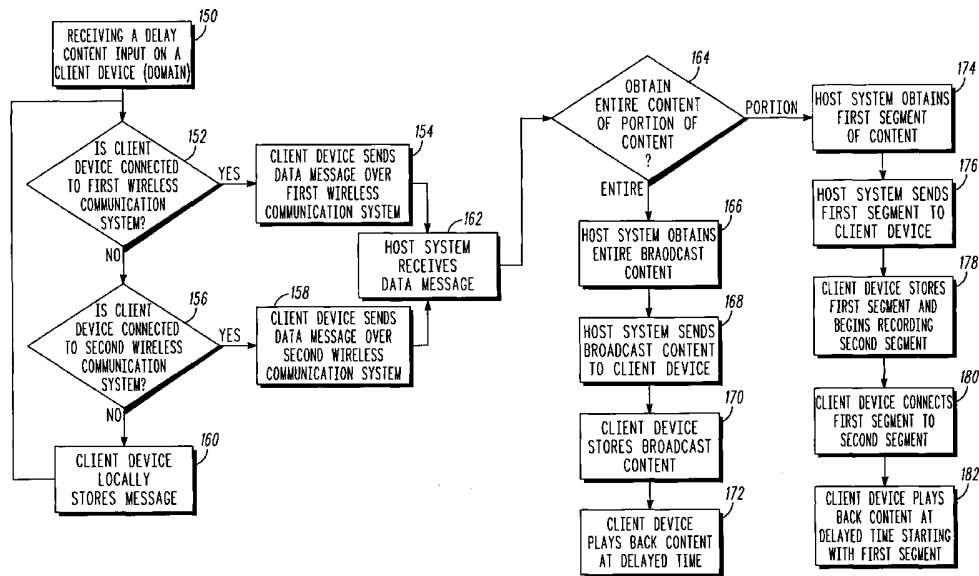 150
RECEIVING A DELAY
CONTENT INPUT ON A
CLIENT DEVICE (DOMAIN)
152
IS CLIENT
DEVICE CONNECTED
TO FIRST WIRELESS
COMMUNICATION
SYSTEM?
YES
NO
154
CLIENT DEVICE SENDS
DATA MESSAGE OVER
FIRST WIRELESS
COMMUNICATION SYSTEM
156
IS CLIENT
DEVICE CONNECTED
TO SECOND WIRELESS
COMMUNICATION
SYSTEM?
YES
NO
158
CLIENT DEVICE SENDS
DATA MESSAGE OVER
SECOND WIRELESS
COMMUNICATION SYSTEM
160
CLIENT DEVICE
LOCALLY
STORES MESSAGE
162
HOST SYSTEM
RECEIVES
DATA MESSAGE
164
OBTAIN
ENTIRE CONTENT
OF PORTION OF
CONTENT
?
PORTION
ENTIRE
166
HOST SYSTEM OBTAINS
ENTIRE BRAODCAST
CONTENT
168
HOST SYSTEM SENDS
BROADCAST CONTENT
TO CLIENT DEVICE
170
CLIENT DEVICE
STORES BROADCAST
CONTENT
172
CLIENT DEVICE
PLAYS BACK CONTENT
AT DELAYED TIME
174
HOST SYSTEM OBTAINS
FIRST SEGMENT
OF CONTENT
176
HOST SYSTEM SENDS
FIRST SEGMENT TO
CLIENT DEVICE
178
CLIENT DEVICE STORES
FIRST SEGMENT AND
BEGINS RECORDING
SECOND SEGMENT
180
CLIENT DEVICE CONNECTS
FIRST SEGMENT TO
SECOND SEGMENT
182
CLIENT DEVICE PLAYS
BACK CONTENT AT
DELAYED TIME STARTING
WITH FIRST SEGMENT